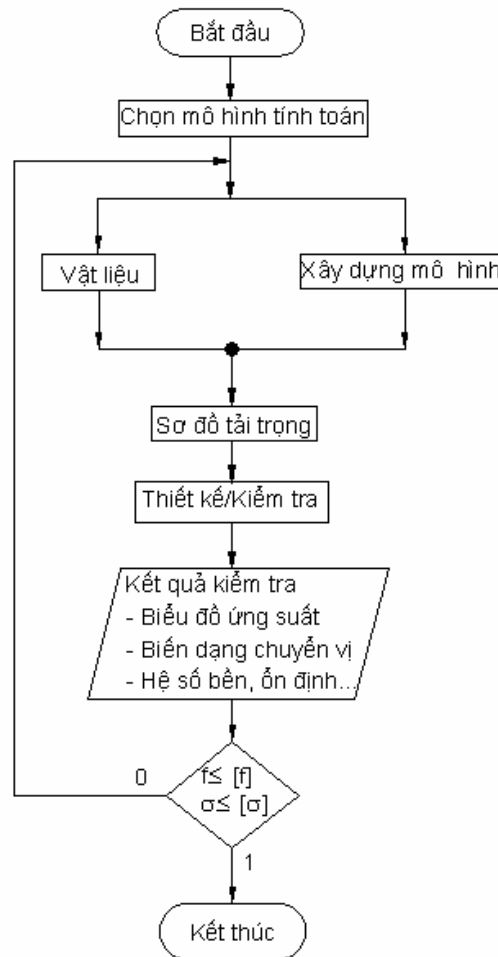 Bắt đầu
Chọn mô hình tính toán
Vật liệu
Xây dựng mô hình
Sơ đồ tải trọng
Thiết kế/Kiểm tra
Kết quả kiểm tra
- Biểu đồ ứng suất
- Biến dạng chuyển vị
- Hệ số bền, ổn định...
0
f≤ [f]
σ≤ [σ]
1
Kết thúc